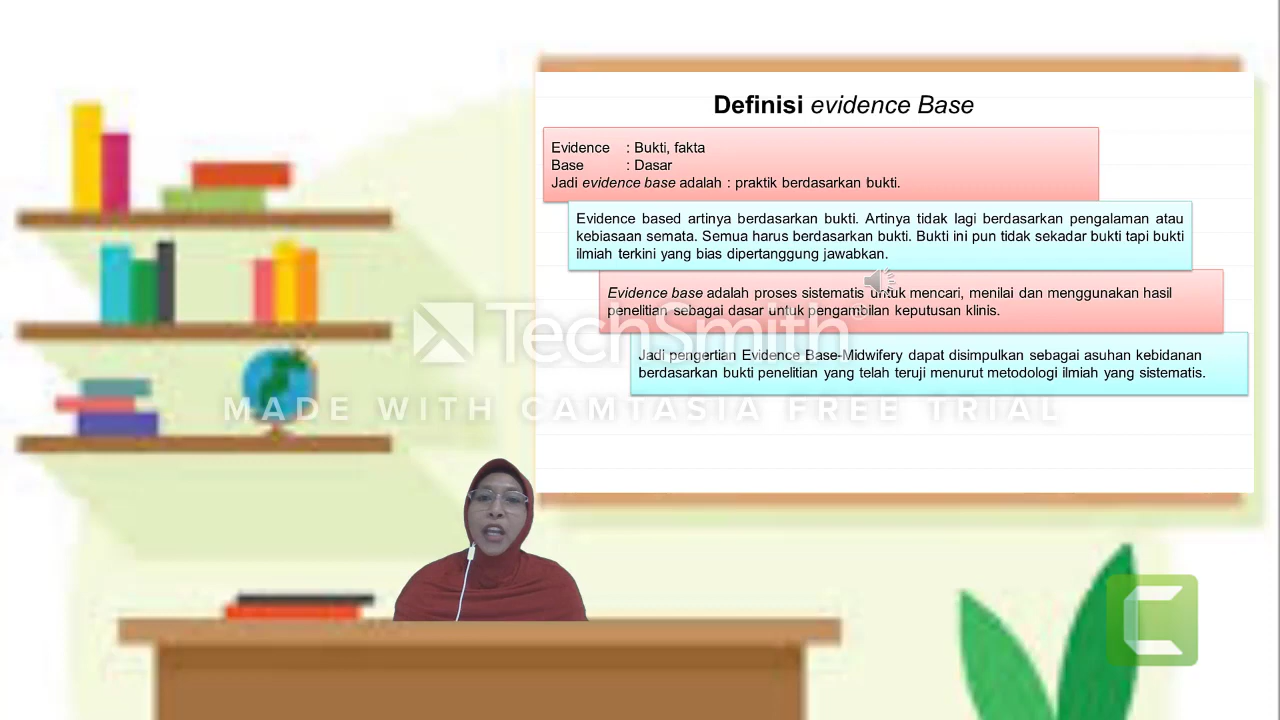 Definisi evidence Base
Evidence : Bukti, fakta
Base : Dasar
Jadi evidence base adalah : praktik berdasarkan bukti.
Evidence based artinya berdasarkan bukti. Artinya tidak lagi berdasarkan pengalaman atau
kebiasaan semata. Semua harus berdasarkan bukti. Bukti ini pun tidak sekadar bukti tapi bukti
ilmiah terkini yang bias dipertanggung jawabkan.
Evidence base adalah proses sistematis untuk mencari, menilai dan menggunakan hasil
penelitian sebagai dasar untuk pengambilan keputusan klinis.
TechSmith
Jadi pengertian Evidence Base-Midwifery dapat disimpulkan sebagai asuhan kebidanan
berdasarkan bukti penelitian yang telah teruji menurut metodologi ilmiah yang sistematis.
MADE WITH CAMTASIA FREE TRIAL